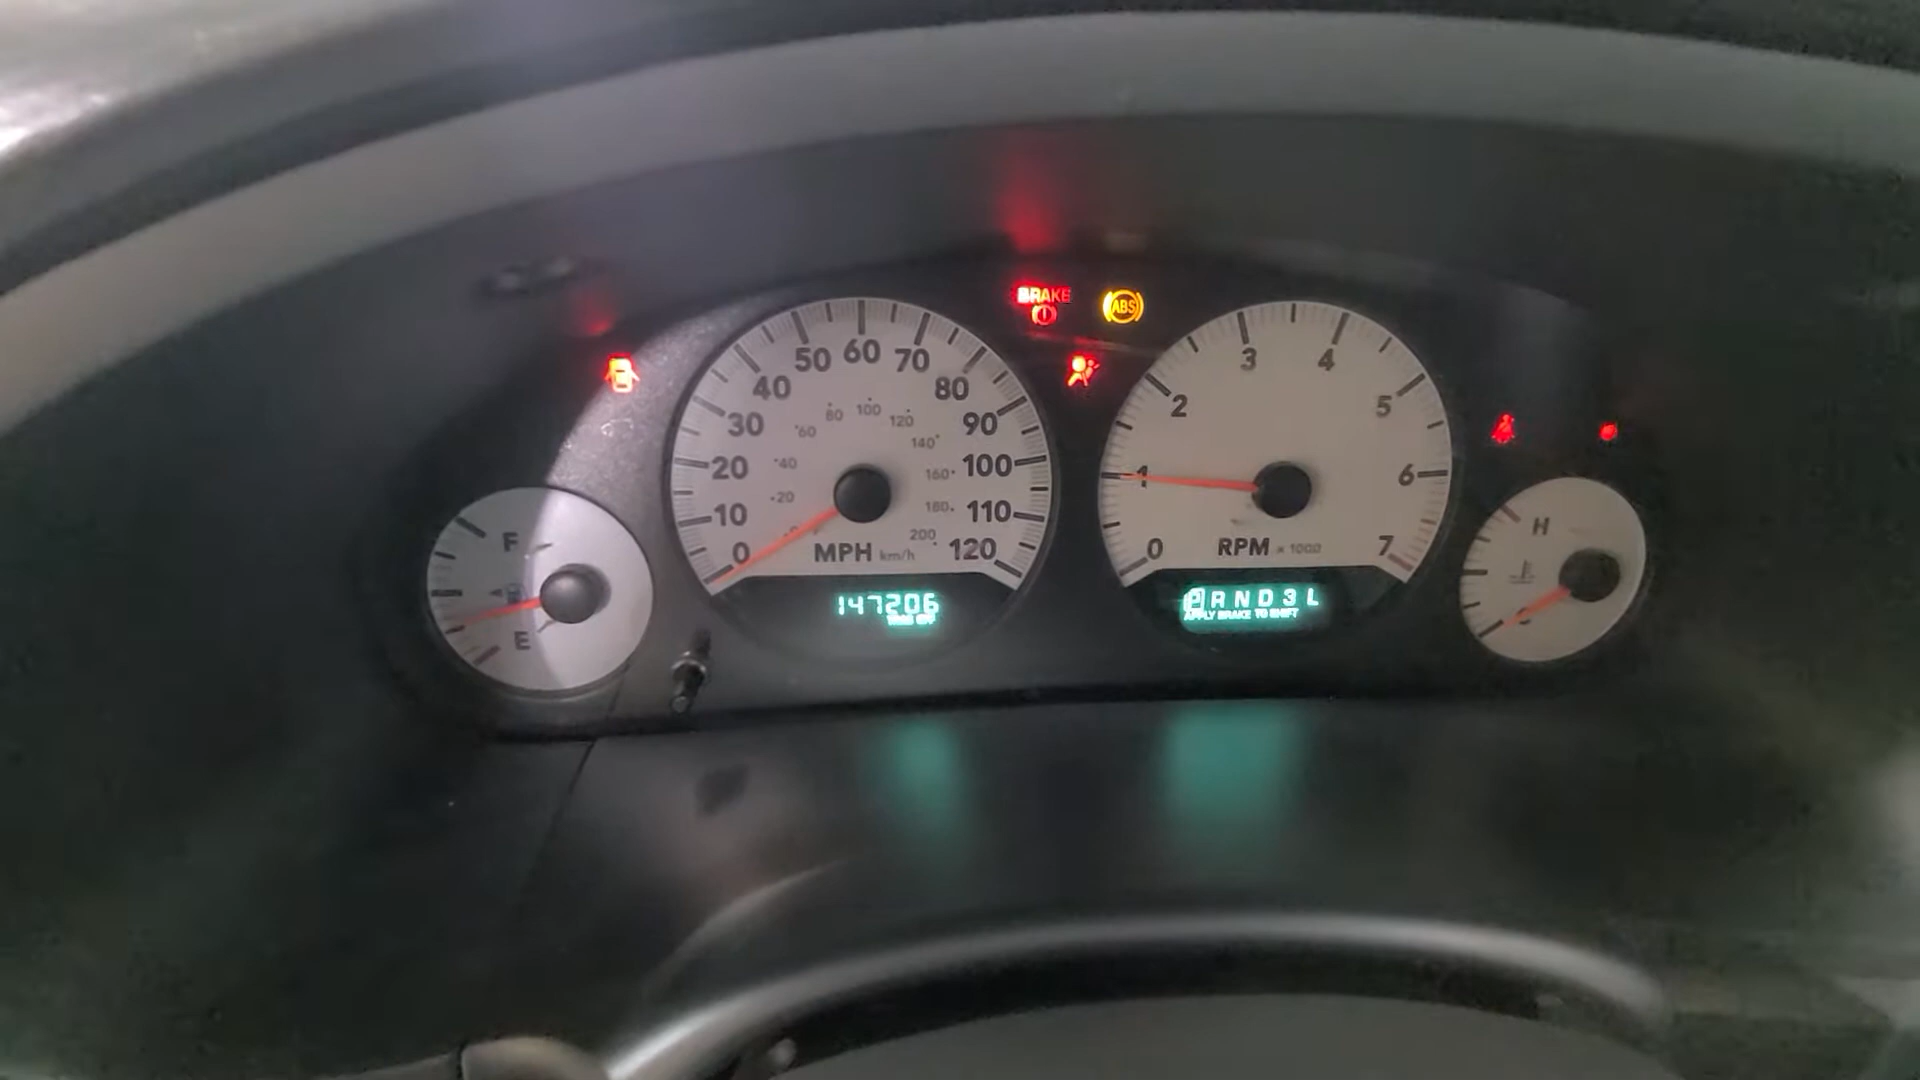 BRAKE
ABS
50 60 70
40 80
30 90
20 100
10 110
0 120
20 40 60 80 100 120 140 160 180 200
MPH km/h
147206
0 1 2 3 4 5 6 7
RPM x 1000
P R N D 3 L
APPLY BRAKE TO SHIFT
F
E
H